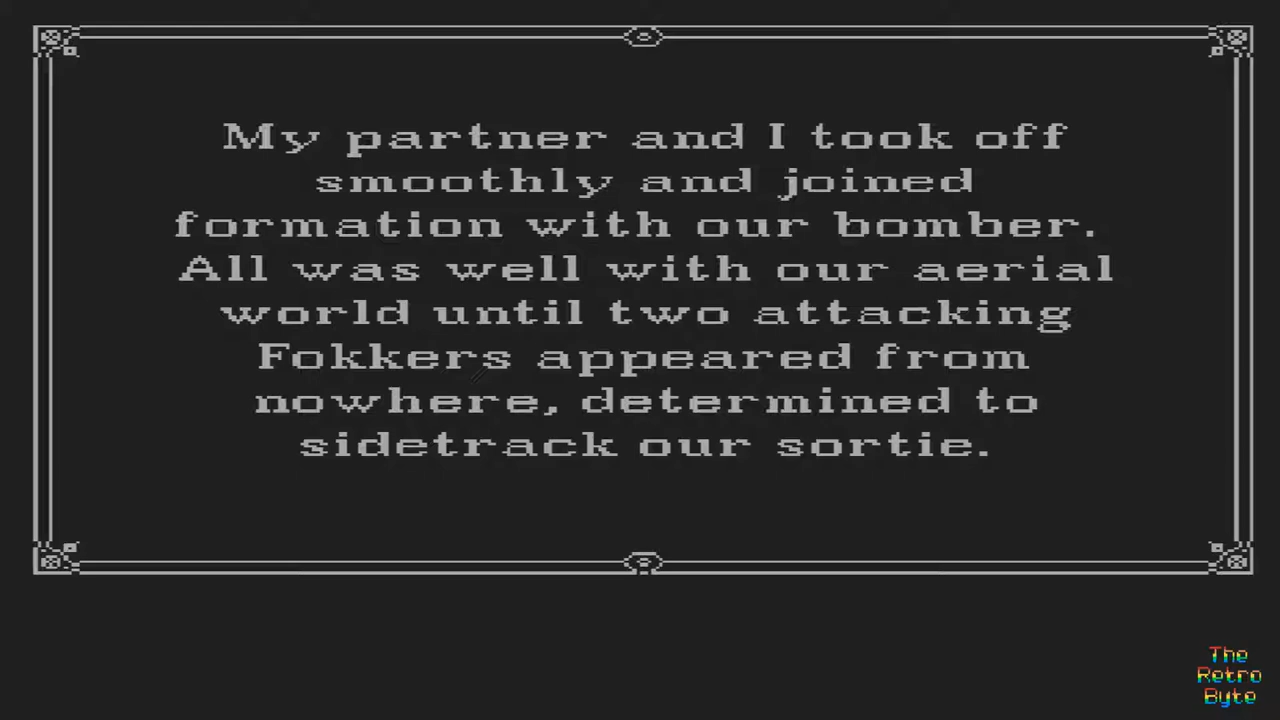 My partner and I took off
smoothly and joined
formation with our bomber.
All was well with our aerial
world until two attacking
Fokkers appeared from
nowhere, determined to
sidetrack our sortie.
The
Retro
Byte